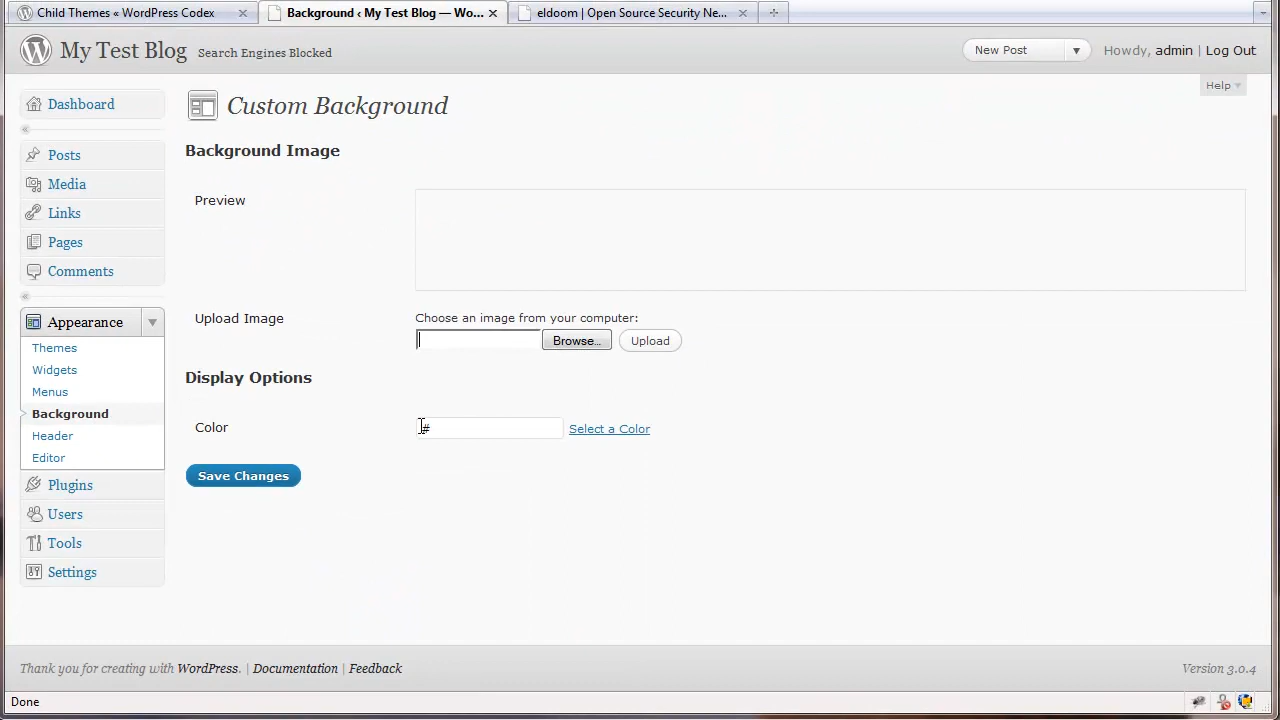 Child Themes « WordPress Codex
Background ‹ My Test Blog — Wo...
eldoom | Open Source Security Ne...
My Test Blog
Search Engines Blocked
New Post
Howdy, admin | Log Out
Help
Dashboard
Posts
Media
Links
Pages
Comments
Appearance
Themes
Widgets
Menus
Background
Header
Editor
Plugins
Users
Tools
Settings
Custom Background
Background Image
Preview
Upload Image
Choose an image from your computer:
Browse...
Upload
Display Options
Color
#
Select a Color
Save Changes
Thank you for creating with WordPress. | Documentation | Feedback
Version 3.0.4
Done